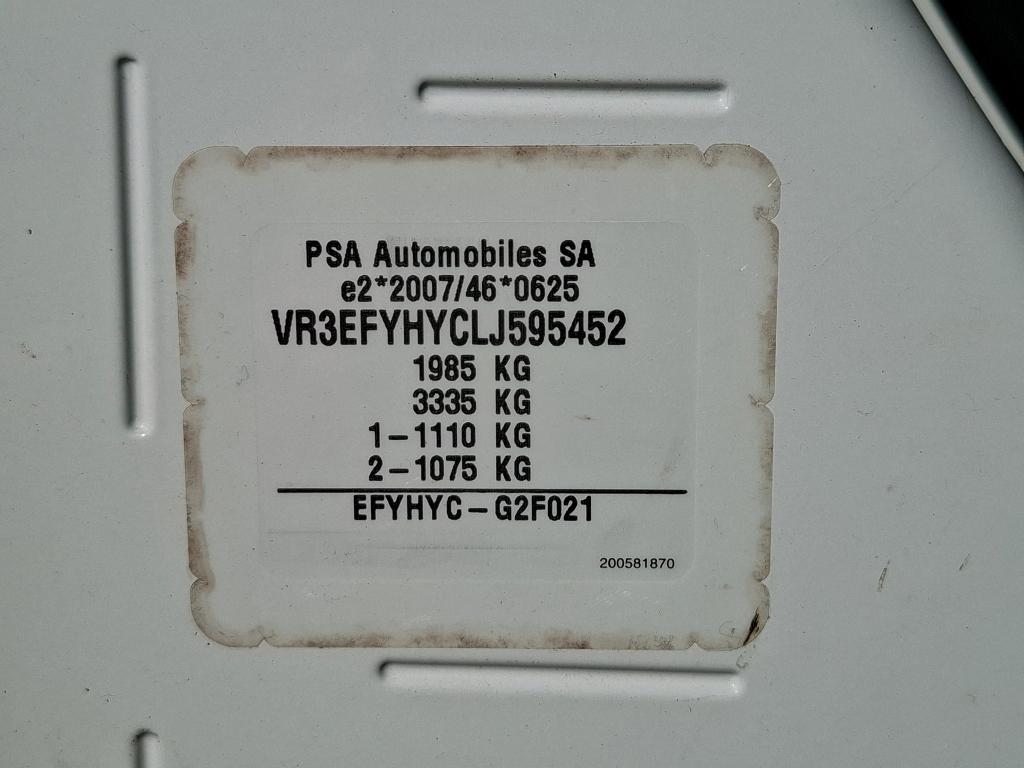 PSA Automobiles SA
e2*2007/46*0625
VR3EFYHYCLJ595452
1985 KG
3335 KG
1-1110 KG
2-1075 KG
EFYHYC-G2F021
200581870